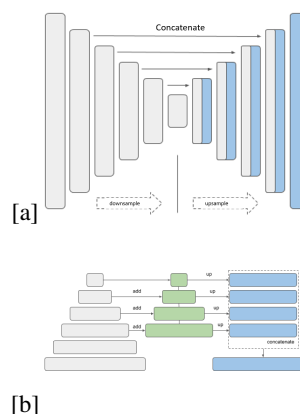 Concatenate
downsample
upsample
[a]
up
add
up
add
up
add
up
concatenate
[b]